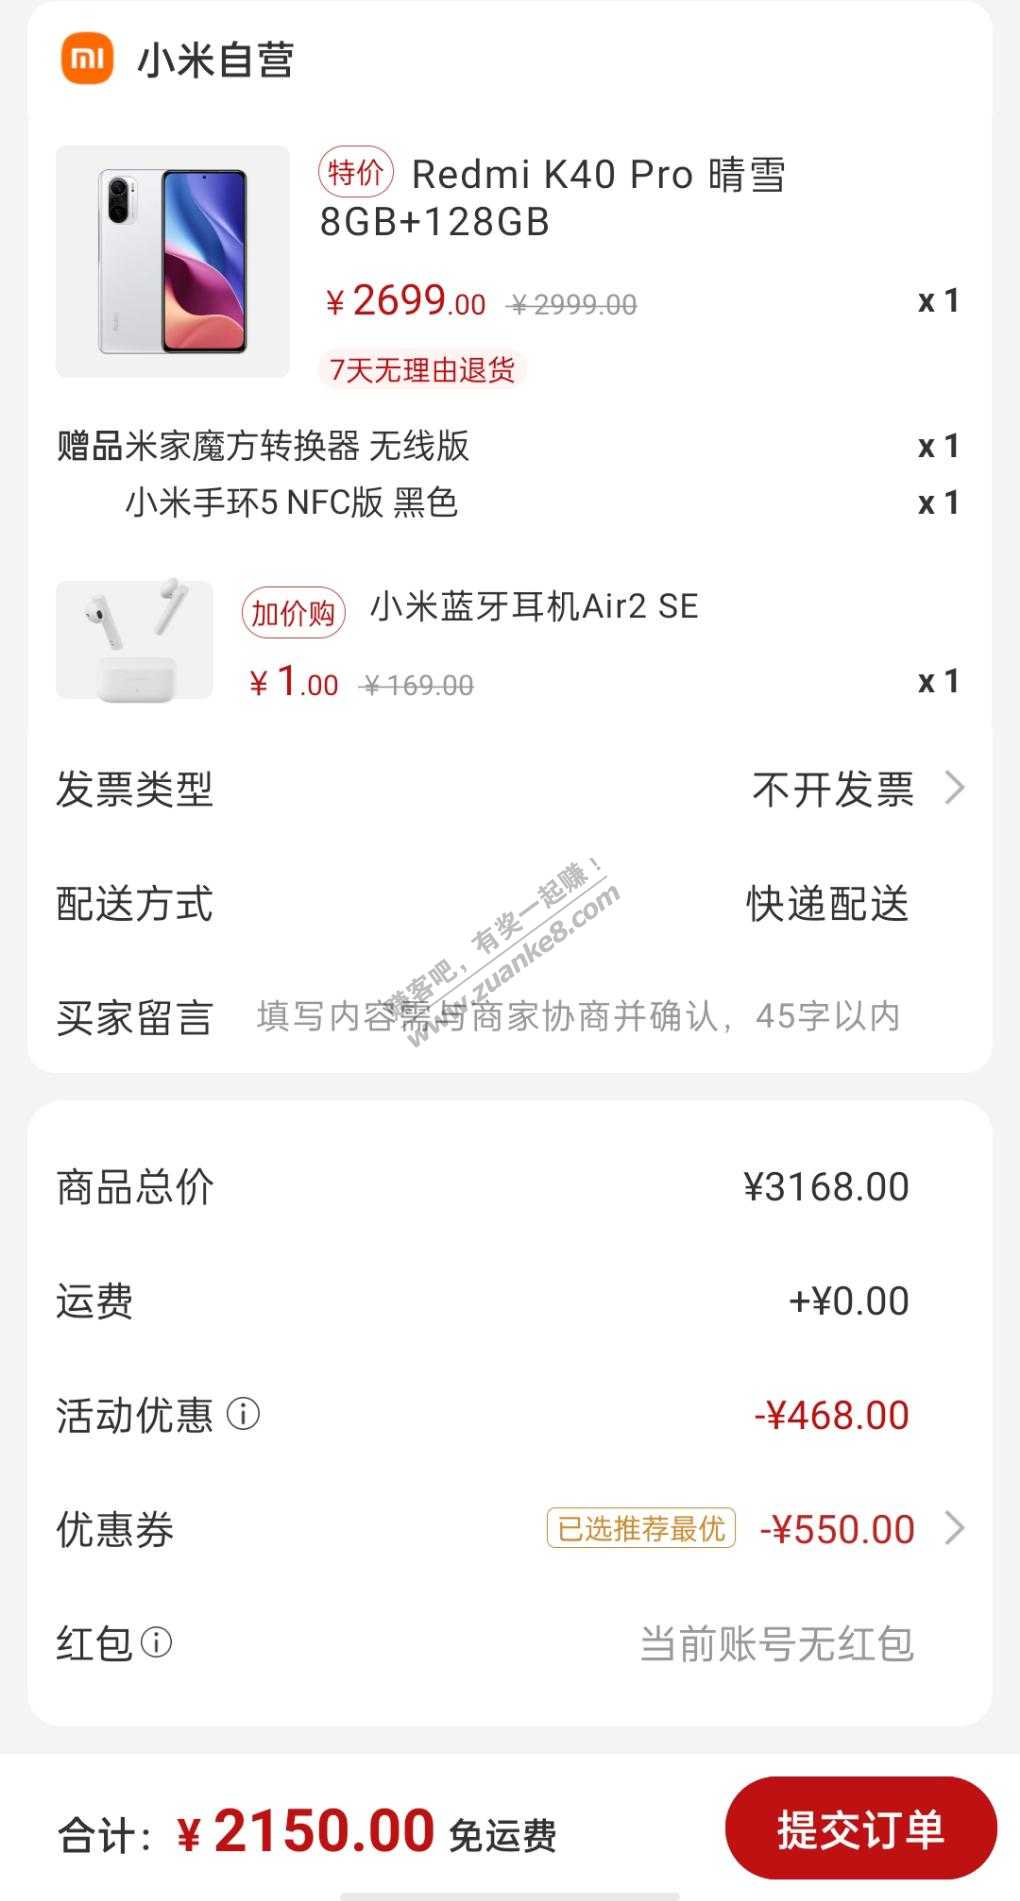 mi 小米自营
特价 Redmi K40 Pro 晴雪
8GB+128GB
¥2699.00 ¥2999.00 x1
7天无理由退货
赠品米家魔方转换器 无线版 x1
小米手环5 NFC版 黑色 x1
加价购 小米蓝牙耳机Air2 SE
¥1.00 ¥169.00 x1
发票类型 不开发票
配送方式 快递配送
赚客吧，有奖一起赚！
www.zuanke8.com
买家留言 填写内容需与商家协商并确认，45字以内
商品总价 ¥3168.00
运费 +¥0.00
活动优惠 -¥468.00
优惠券 已选推荐最优 -¥550.00
红包 当前账号无红包
合计：¥2150.00 免运费 提交订单